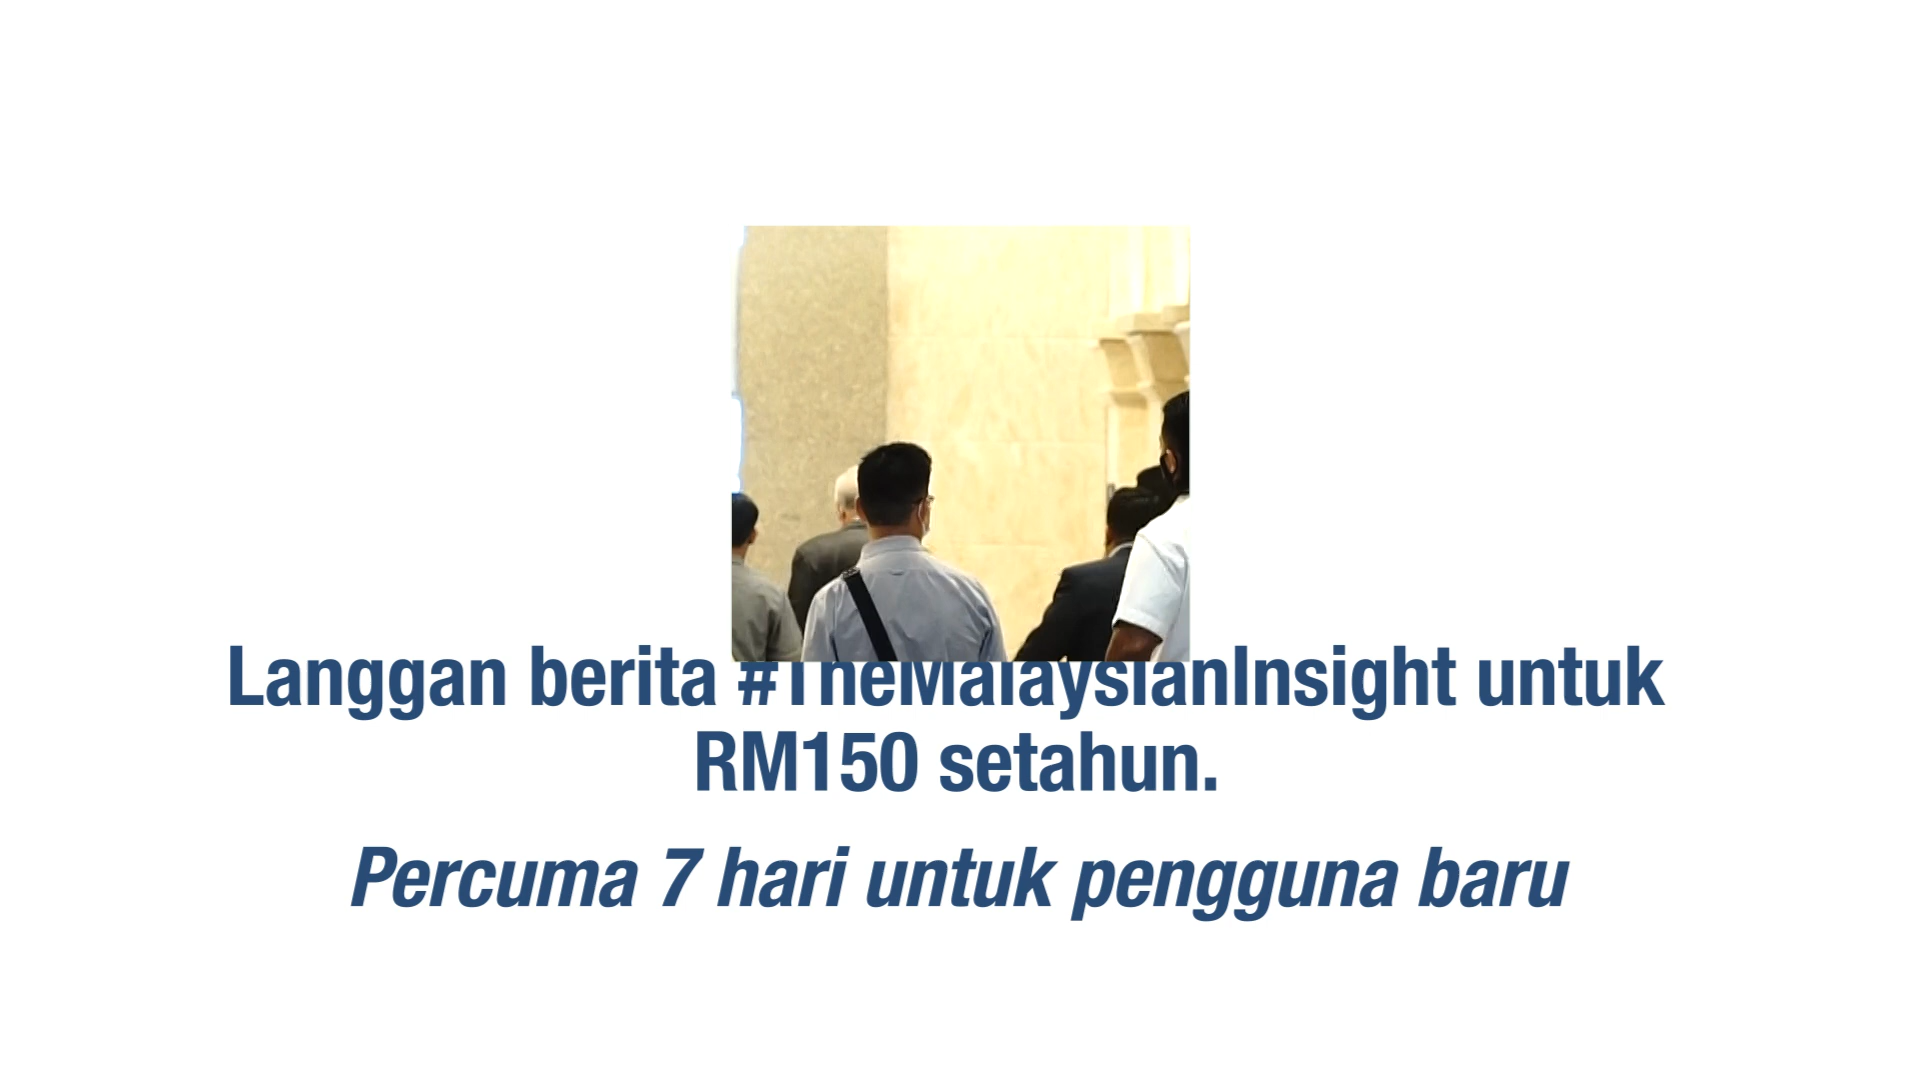 Langgan berita #TheMalaysianInsight untuk
RM150 setahun.
Percuma 7 hari untuk pengguna baru